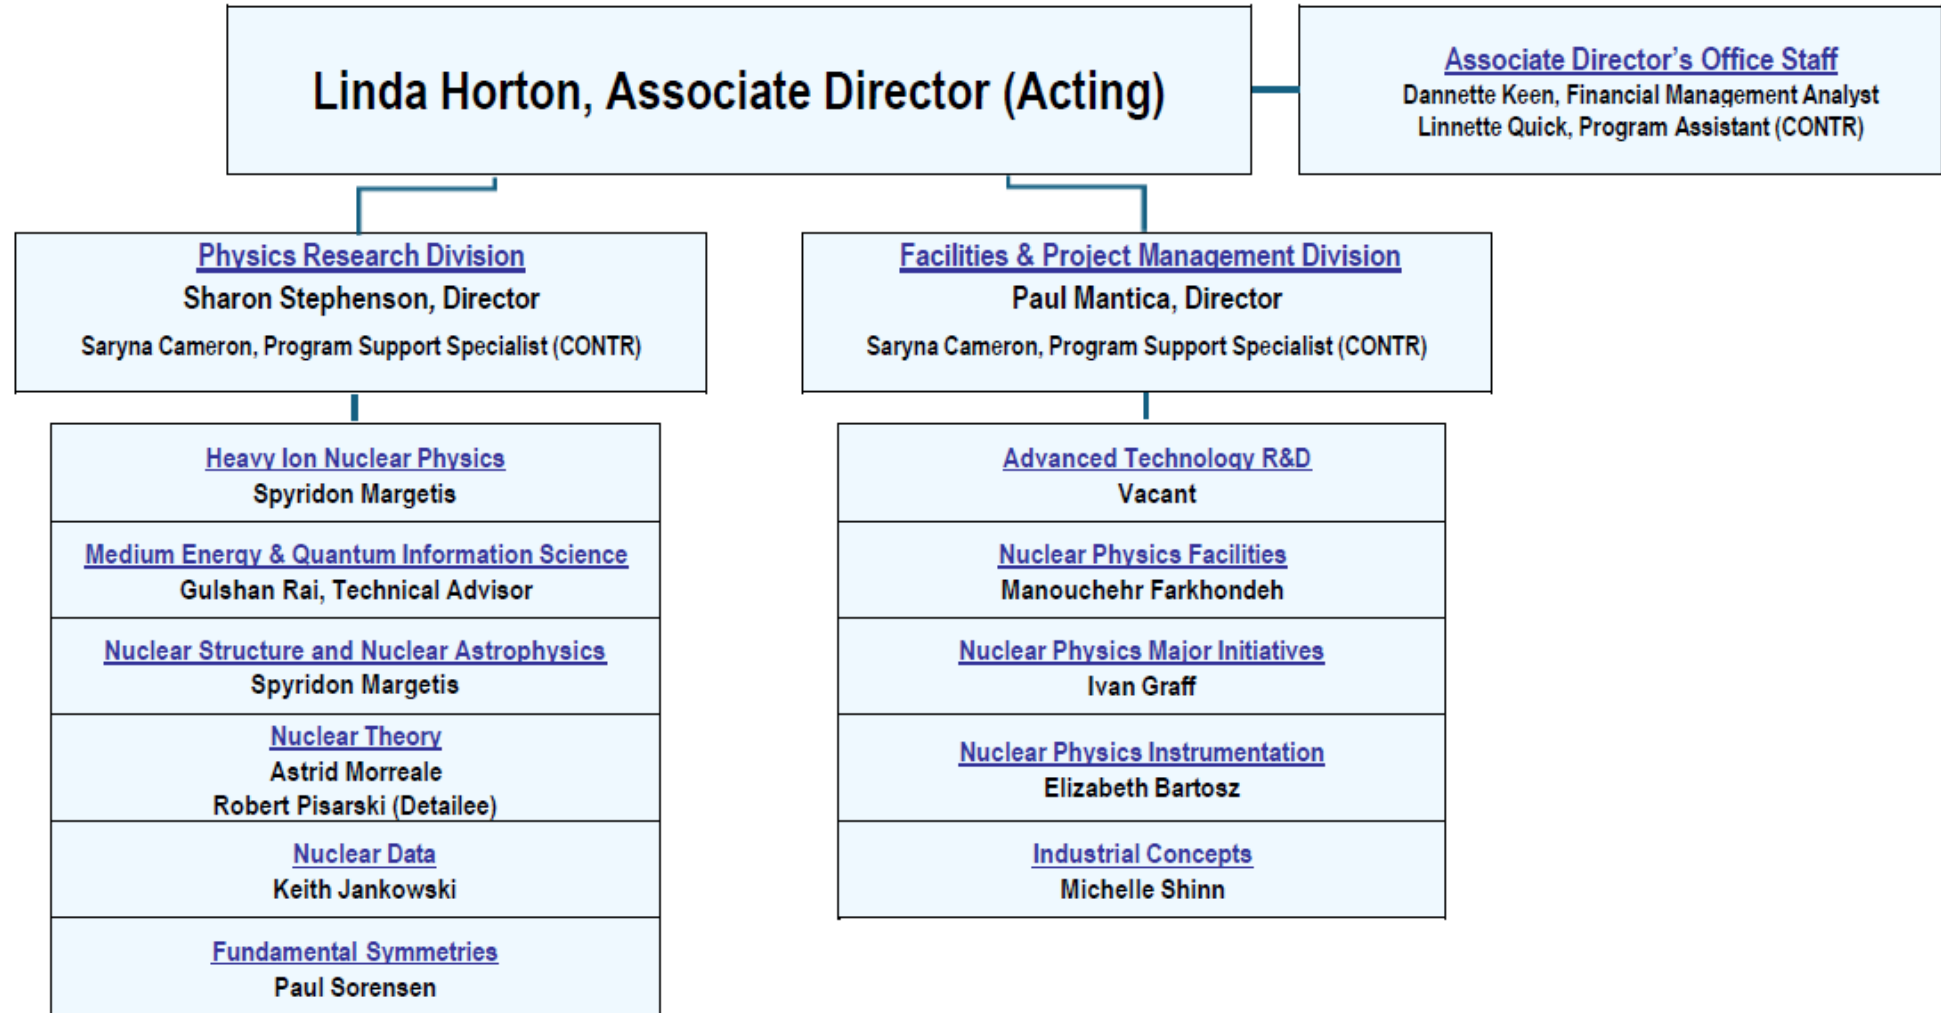 Linda Horton, Associate Director (Acting)
Associate Director's Office Staff
Dannette Keen, Financial Management Analyst
Linnette Quick, Program Assistant (CONTR)
Physics Research Division
Sharon Stephenson, Director
Saryna Cameron, Program Support Specialist (CONTR)
Heavy Ion Nuclear Physics
Spyridon Margetis
Medium Energy & Quantum Information Science
Gulshan Rai, Technical Advisor
Nuclear Structure and Nuclear Astrophysics
Spyridon Margetis
Nuclear Theory
Astrid Morreale
Robert Pisarski (Detailee)
Nuclear Data
Keith Jankowski
Fundamental Symmetries
Paul Sorensen
Facilities & Project Management Division
Paul Mantica, Director
Saryna Cameron, Program Support Specialist (CONTR)
Advanced Technology R&D
Vacant
Nuclear Physics Facilities
Manouchehr Farkhondeh
Nuclear Physics Major Initiatives
Ivan Graff
Nuclear Physics Instrumentation
Elizabeth Bartosz
Industrial Concepts
Michelle Shinn